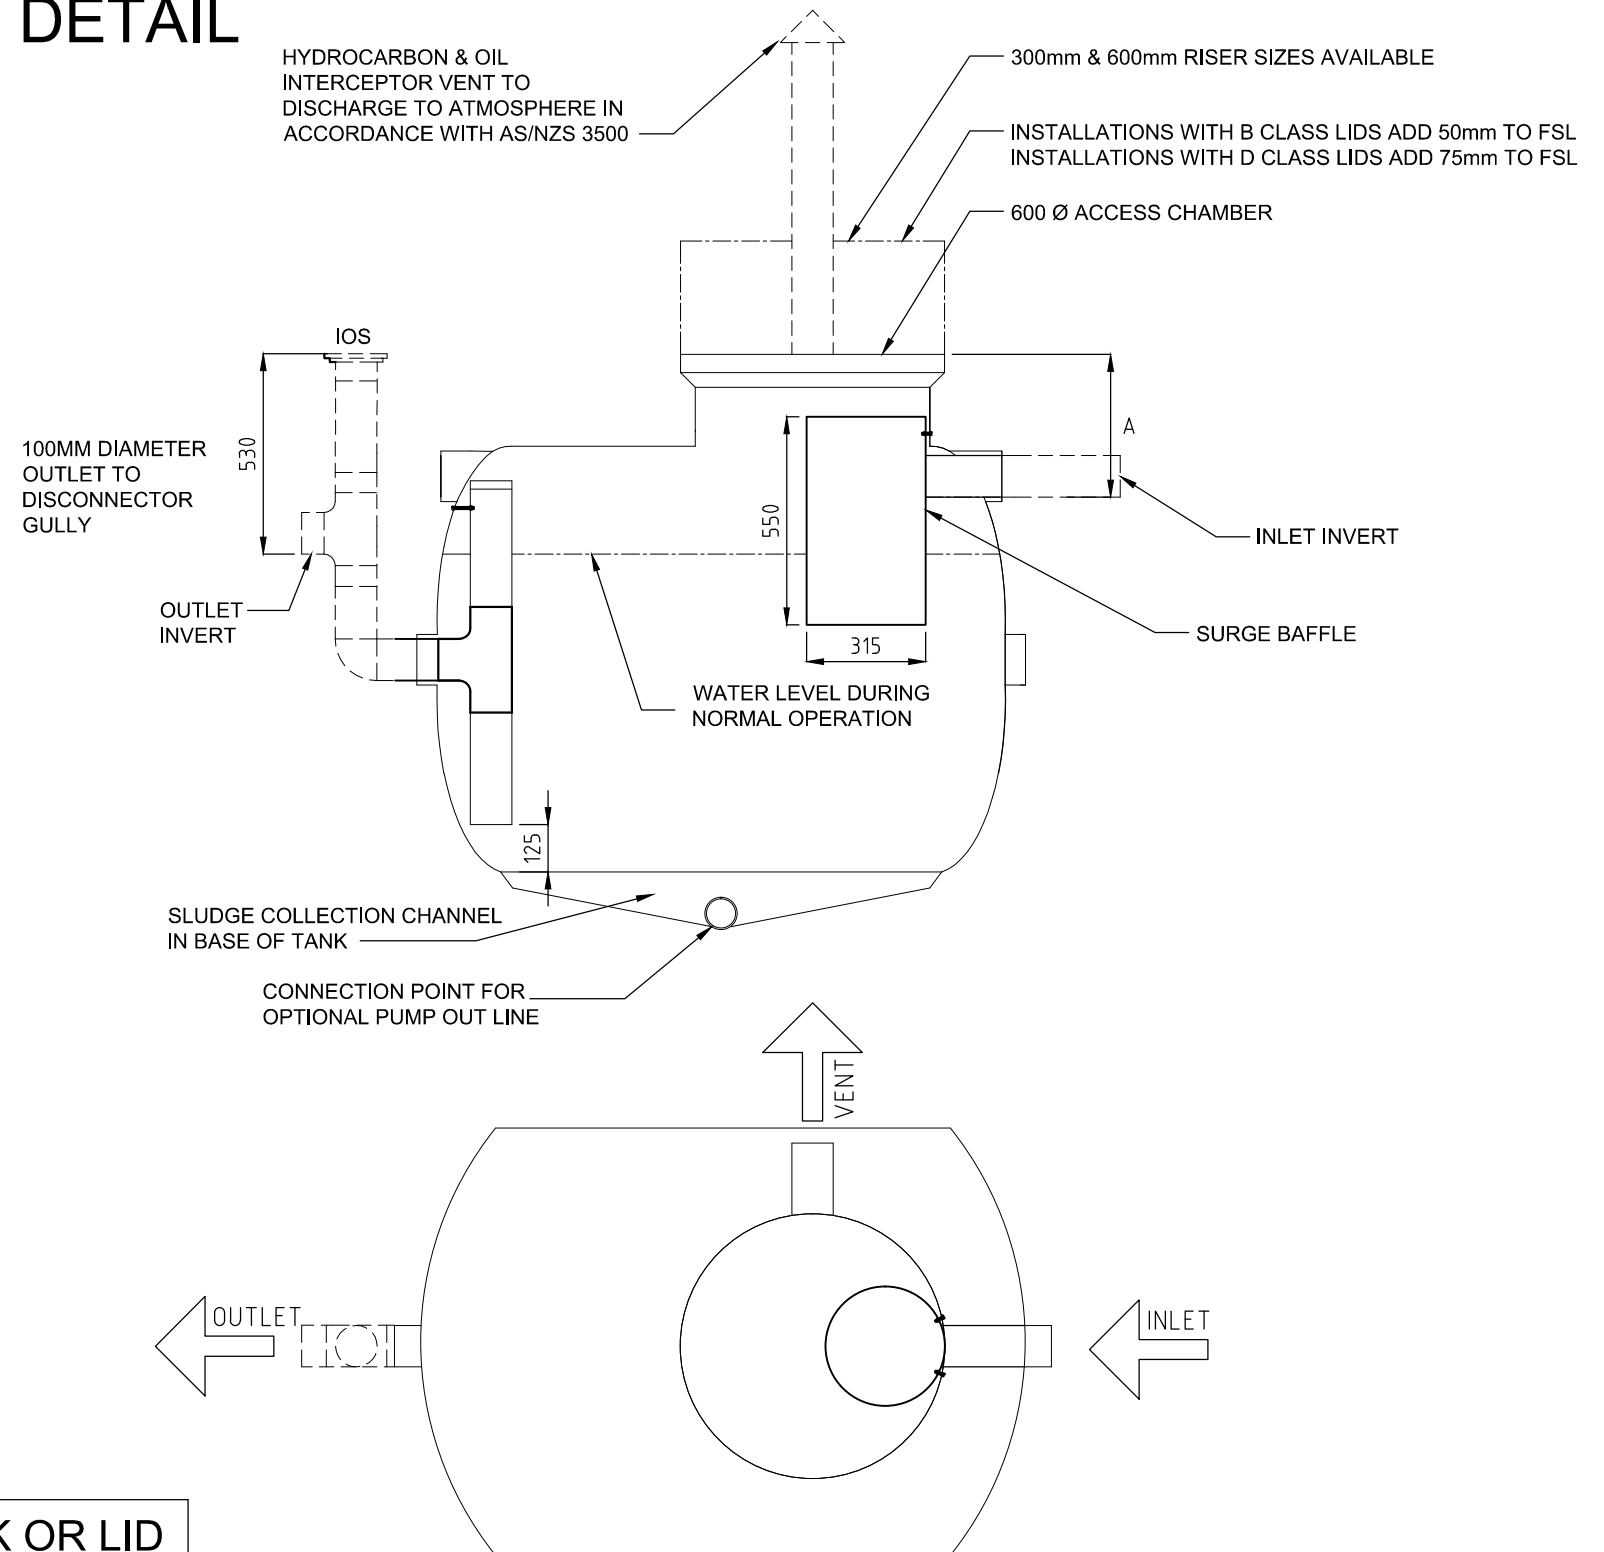 DETAIL
HYDROCARBON & OIL
INTERCEPTOR VENT TO
DISCHARGE TO ATMOSPHERE IN
ACCORDANCE WITH AS/NZS 3500
300mm & 600mm RISER SIZES AVAILABLE
INSTALLATIONS WITH B CLASS LIDS ADD 50mm TO FSL
INSTALLATIONS WITH D CLASS LIDS ADD 75mm TO FSL
600 Ø ACCESS CHAMBER
IOS
530
100MM DIAMETER
OUTLET TO
DISCONNECTOR
GULLY
A
550
INLET INVERT
OUTLET
INVERT
SURGE BAFFLE
315
WATER LEVEL DURING
NORMAL OPERATION
125
SLUDGE COLLECTION CHANNEL
IN BASE OF TANK
CONNECTION POINT FOR
OPTIONAL PUMP OUT LINE
VENT
OUTLET
INLET
K OR LID